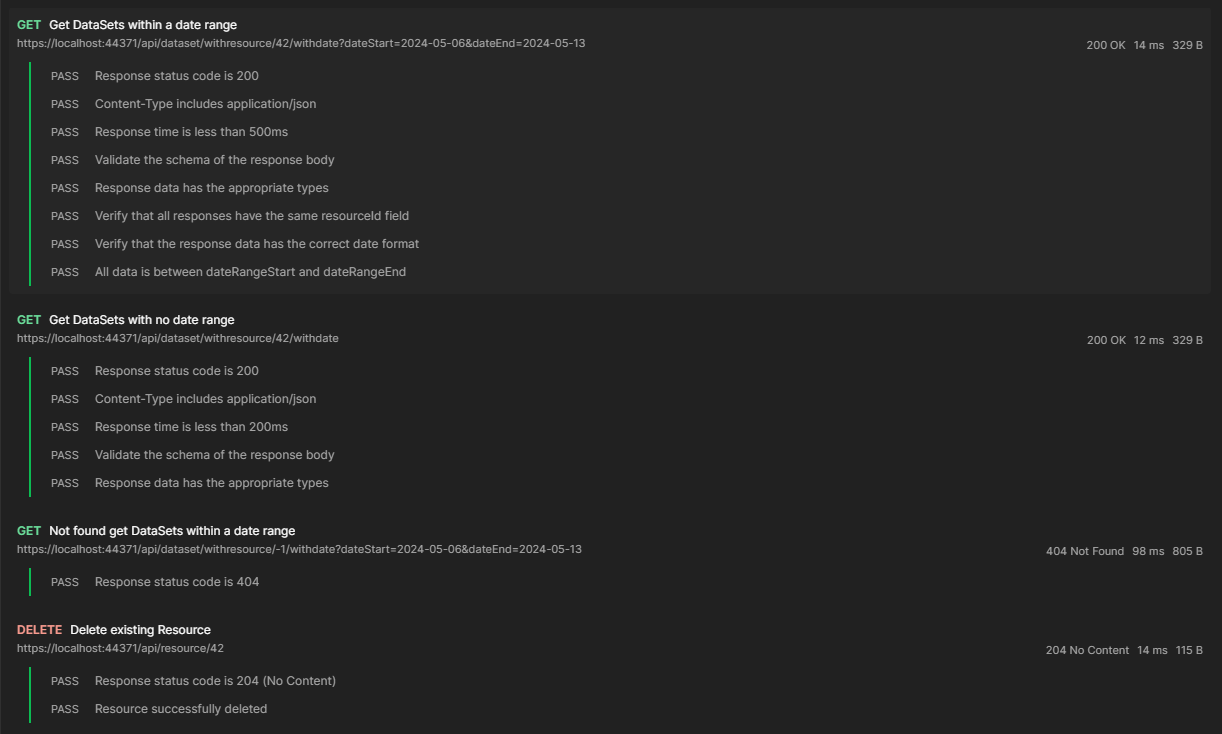 GET Get DataSets within a date range
https://localhost:44371/api/dataset/withresource/42/withdate?dateStart=2024-05-06&dateEnd=2024-05-13
200 OK 14 ms 329 B
PASS Response status code is 200
PASS Content-Type includes application/json
PASS Response time is less than 500ms
PASS Validate the schema of the response body
PASS Response data has the appropriate types
PASS Verify that all responses have the same resourceId field
PASS Verify that the response data has the correct date format
PASS All data is between dateRangeStart and dateRangeEnd
GET Get DataSets with no date range
https://localhost:44371/api/dataset/withresource/42/withdate
200 OK 12 ms 329 B
PASS Response status code is 200
PASS Content-Type includes application/json
PASS Response time is less than 200ms
PASS Validate the schema of the response body
PASS Response data has the appropriate types
GET Not found get DataSets within a date range
https://localhost:44371/api/dataset/withresource/-1/withdate?dateStart=2024-05-06&dateEnd=2024-05-13
404 Not Found 98 ms 805 B
PASS Response status code is 404
DELETE Delete existing Resource
https://localhost:44371/api/resource/42
204 No Content 14 ms 115 B
PASS Response status code is 204 (No Content)
PASS Resource successfully deleted